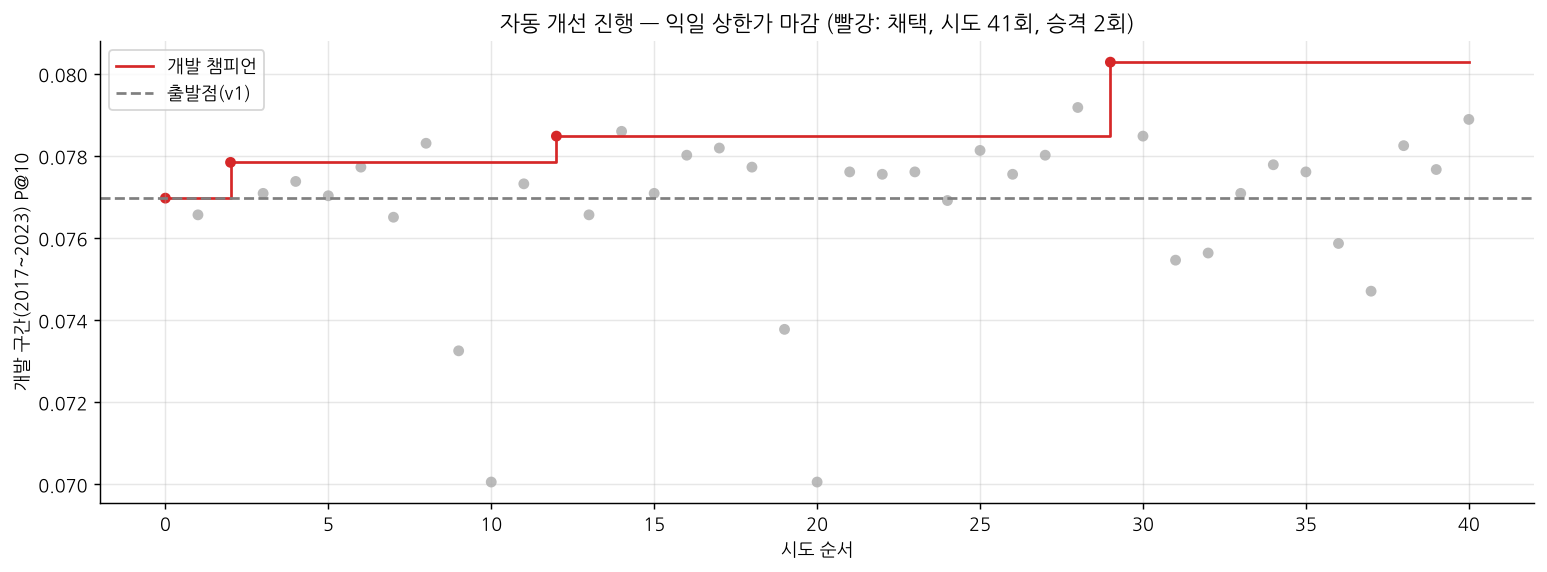 자동 개선 진행 — 익일 상한가 마감 (빨강: 채택, 시도 41회, 승격 2회)
개발 챔피언
출발점(v1)
개발 구간(2017~2023) P@10
0.080
0.078
0.076
0.074
0.072
0.070
0 5 10 15 20 25 30 35 40
시도 순서